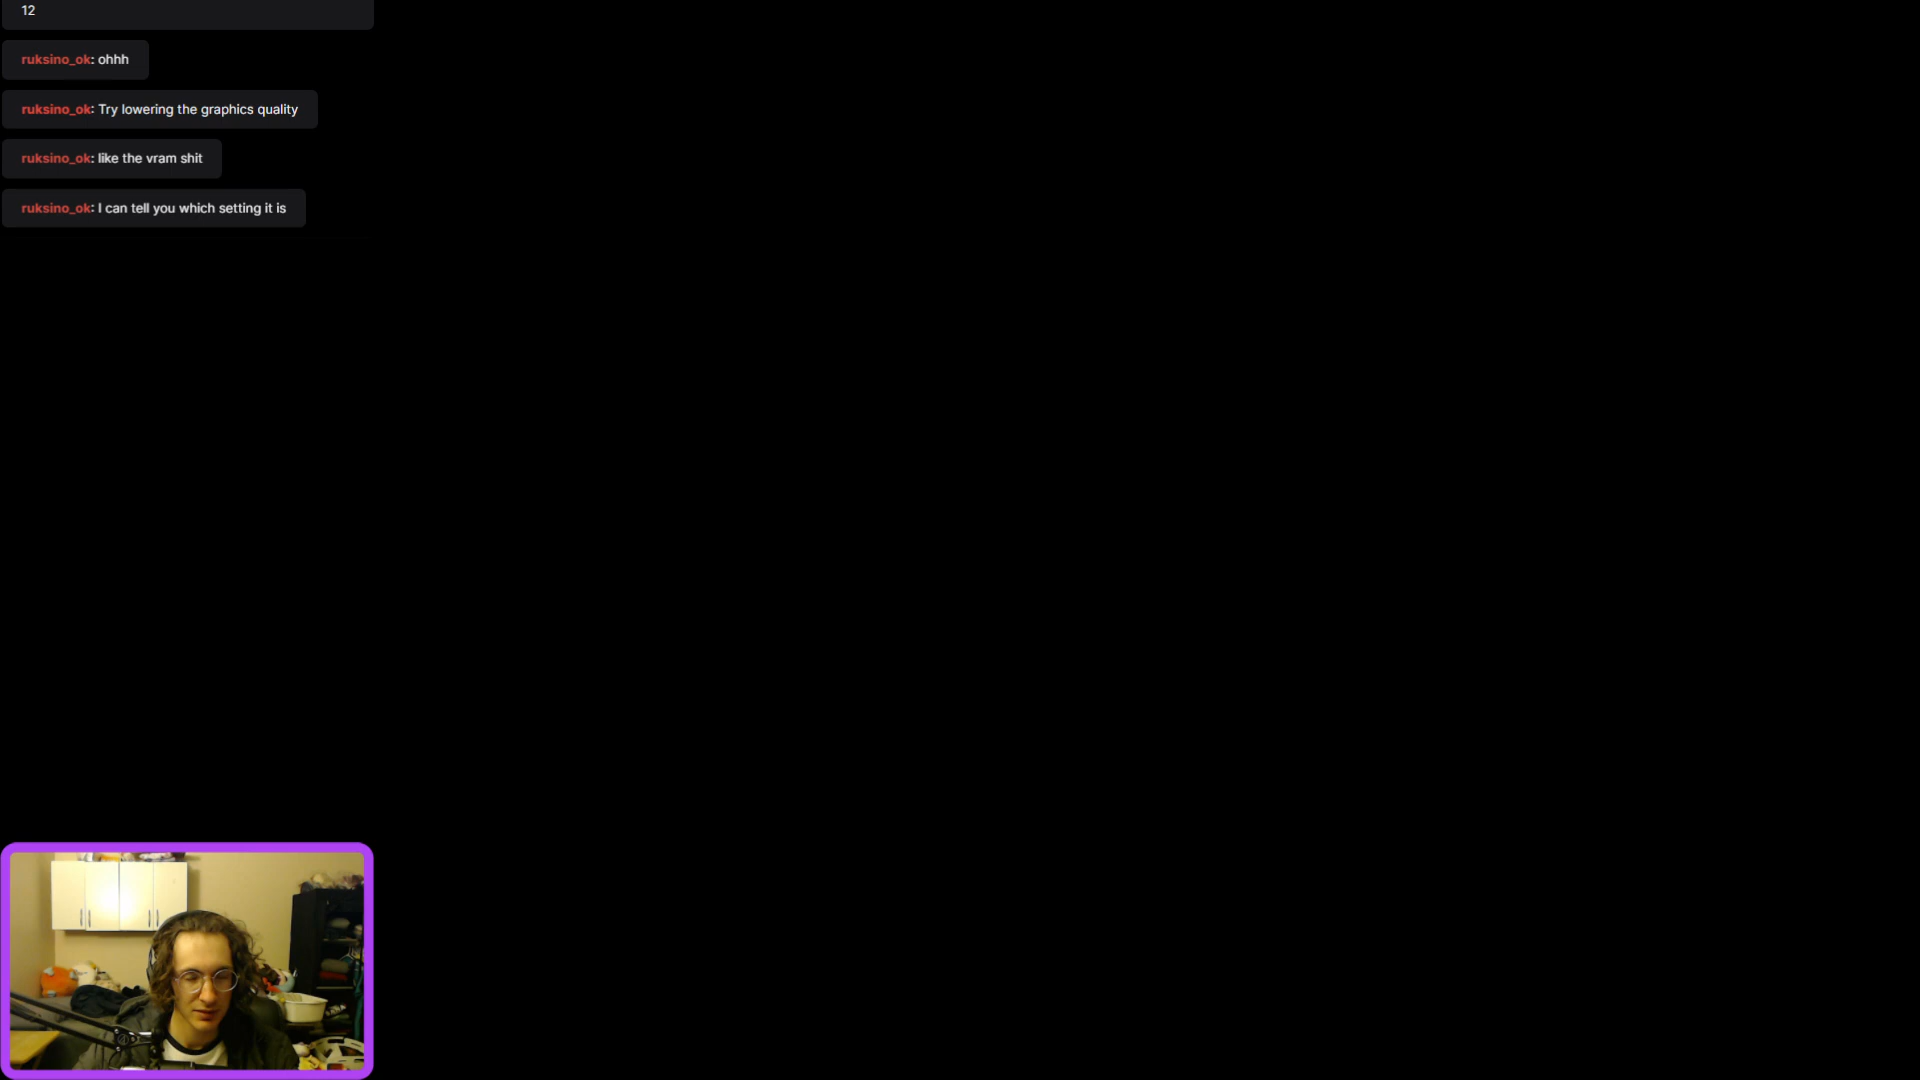 12
ruksino_ok: ohhh
ruksino_ok: Try lowering the graphics quality
ruksino_ok: like the vram shit
ruksino_ok: I can tell you which setting it is